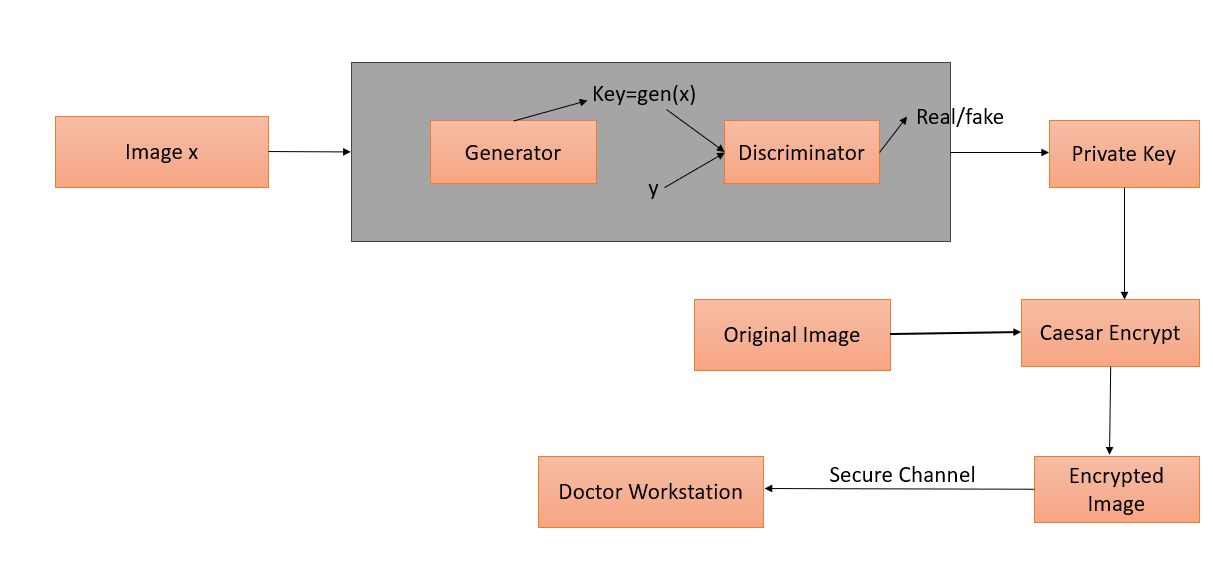 Key=gen(x)
Real/fake
Image x
Generator
Discriminator
Private Key
y
Original Image
Caesar Encrypt
Secure Channel
Doctor Workstation
Encrypted
Image